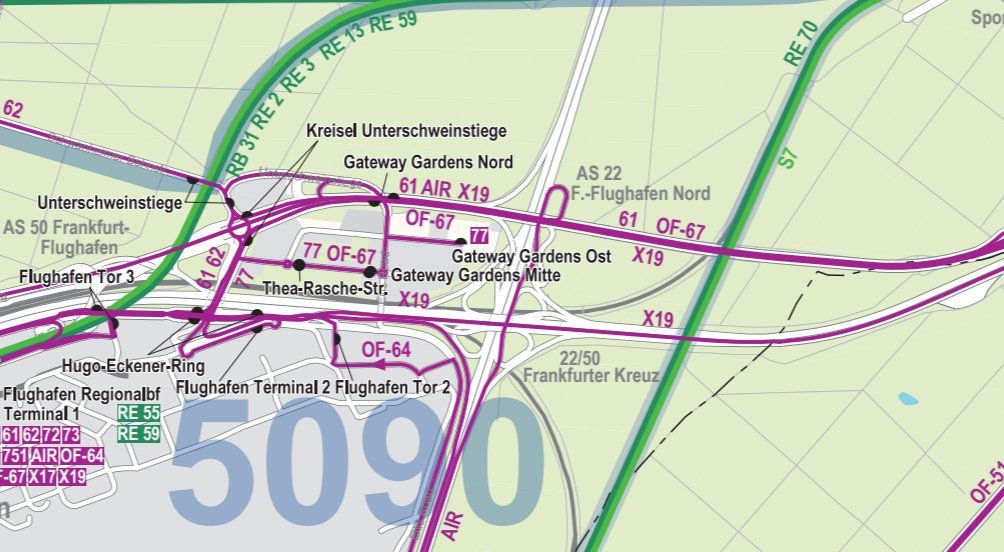 RB 31 RE 2 RE 3 RE 13 RE 59
RE 70
Spor
62
Kreisel Unterschweinstiege
Gateway Gardens Nord
AS 22
F.-Flughafen Nord
61 AIR X19
Unterschweinstiege
AS 50 Frankfurt-
Flughafen
S7
OF-67
77
61 OF-67
X19
Gateway Gardens Ost
77 OF-67
Gateway Gardens Mitte
Flughafen Tor 3
61 62
77
Thea-Rasche-Str.
X19
X19
Hugo-Eckener-Ring
OF-64
22/50
Frankfurter Kreuz
Flughafen Terminal 2
Flughafen Tor 2
Flughafen Regionalbf
Terminal 1
RE 55
RE 59
61 62 72 73
751 AIR OF-64
F-67 X17 X19
5090
AIR
OF-51
n